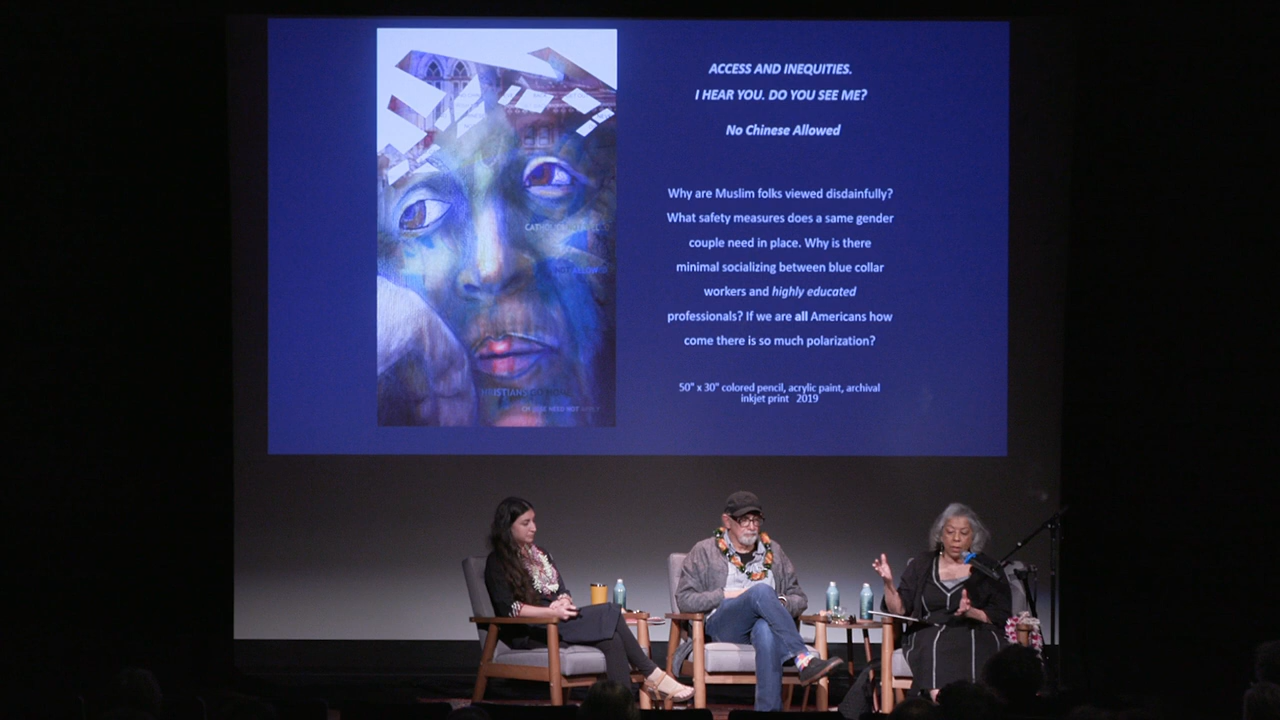 ACCESS AND INEQUITIES.
I HEAR YOU. DO YOU SEE ME?
No Chinese Allowed
Why are Muslim folks viewed disdainfully?
What safety measures does a same gender
couple need in place. Why is there
minimal socializing between blue collar
workers and highly educated
professionals? If we are all Americans how
come there is so much polarization?
50" x 30" colored pencil, acrylic paint, archival
inkjet print 2019